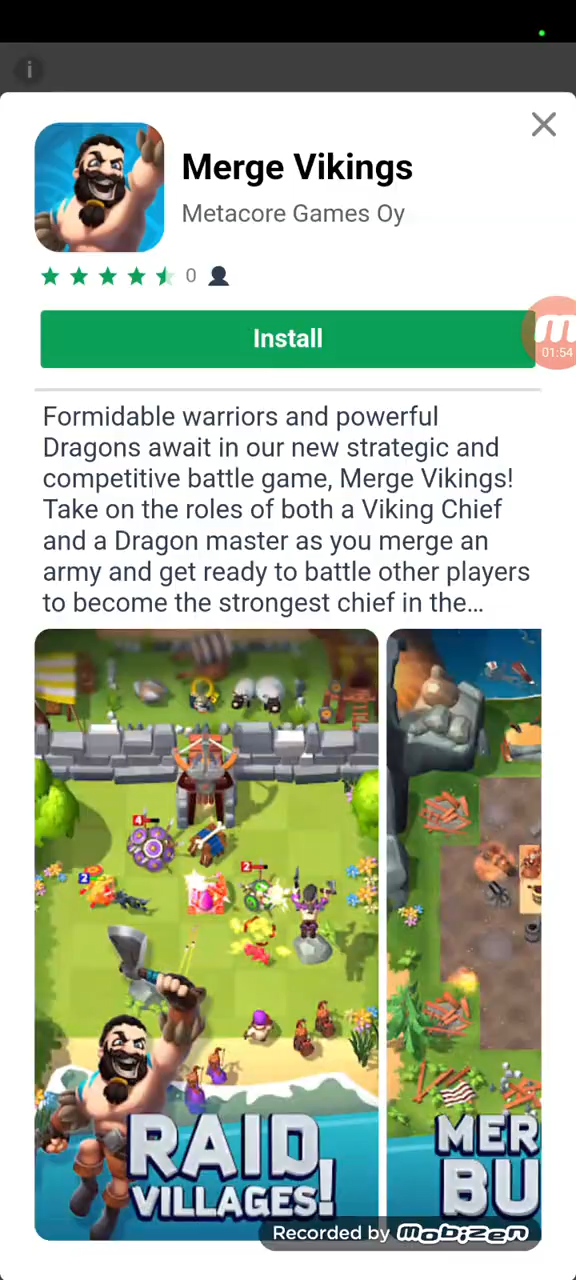 Merge Vikings
Metacore Games Oy
0
Install
01:54
Formidable warriors and powerful
Dragons await in our new strategic and
competitive battle game, Merge Vikings!
Take on the roles of both a Viking Chief
and a Dragon master as you merge an
army and get ready to battle other players
to become the strongest chief in the...
4
2
2
RAID
VILLAGES!
MER
BU
Recorded by mobizen